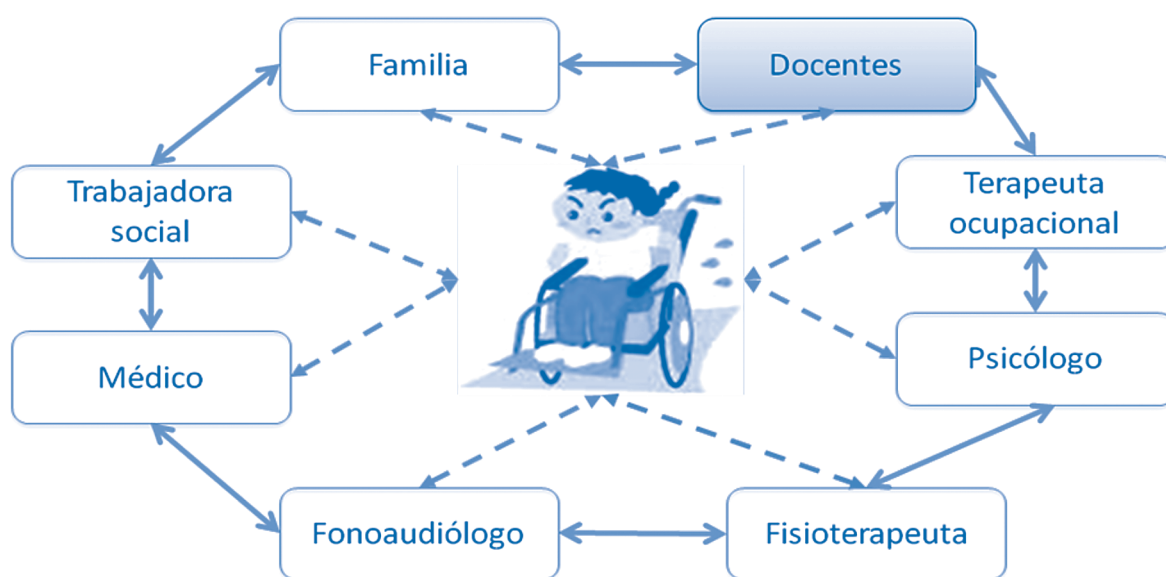 Familia
Docentes
Trabajadora
social
Terapeuta
ocupacional
Médico
Psicólogo
Fonoaudiólogo
Fisioterapeuta